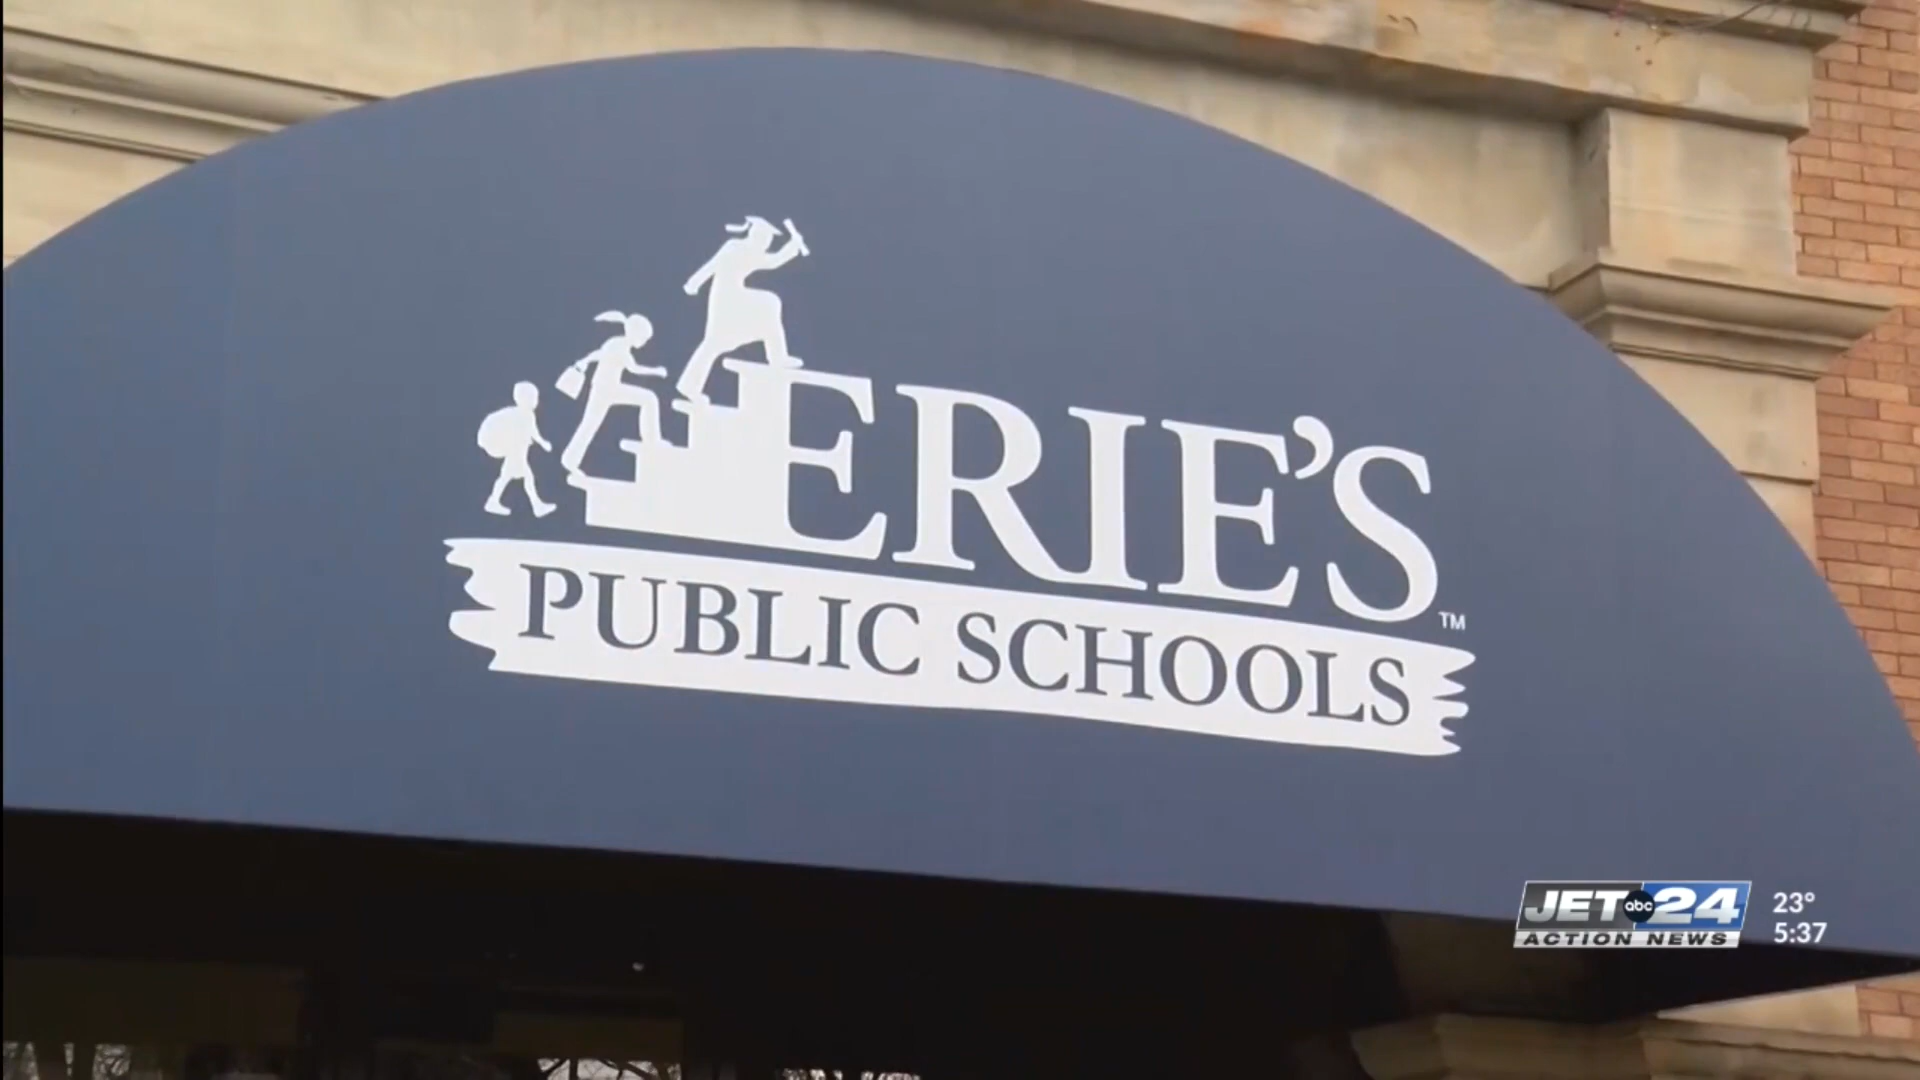 ERIE'S
TM
PUBLIC SCHOOLS
JET abc 24
ACTION NEWS
23°
5:37